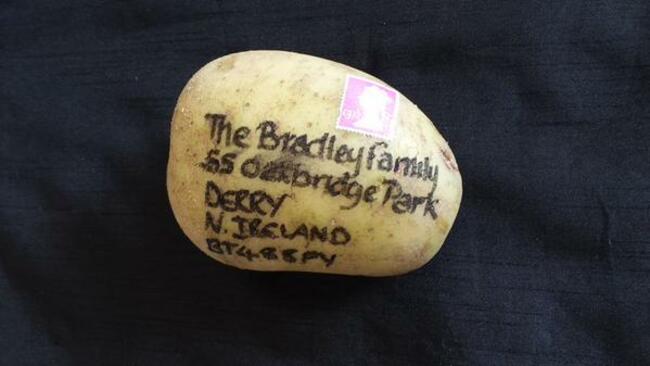 The Bradley Family
55 Oakbridge Park
DERRY
N. IRELAND
BT48 8PY